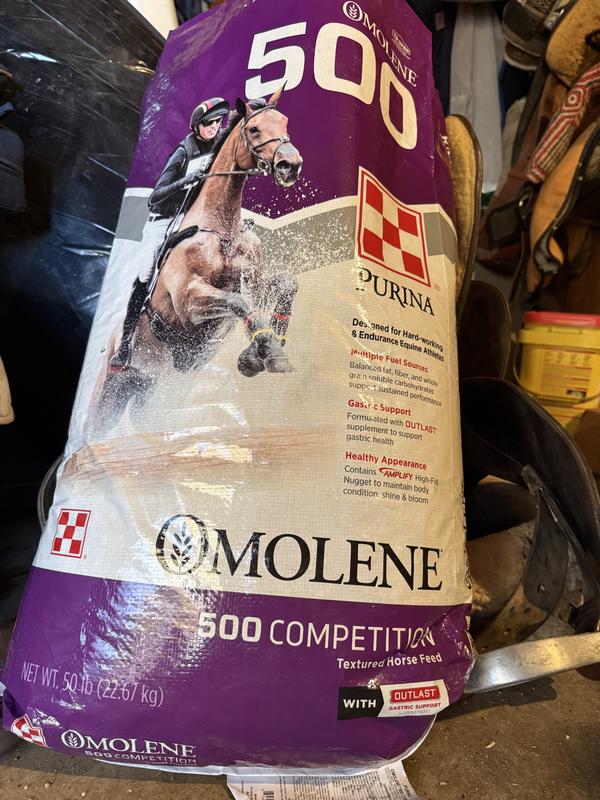 OMOLENE
500
PURINA
Designed for Hard-working
& Endurance Equine Athletes
Multiple Fuel Sources
Balanced fat, fiber, and whole
grain soluble carbohydrates
support sustained performance
Gastric Support
Formulated with OUTLAST
supplement to support
gastric health
Healthy Appearance
Contains AMPLIFY High-Fat
Nugget to maintain body
condition, shine & bloom
OMOLENE
500 COMPETITION
Textured Horse Feed
NET WT. 50 lb (22.67 kg)
WITH OUTLAST
GASTRIC SUPPORT
SUPPLEMENT
OMOLENE
500 COMPETITION